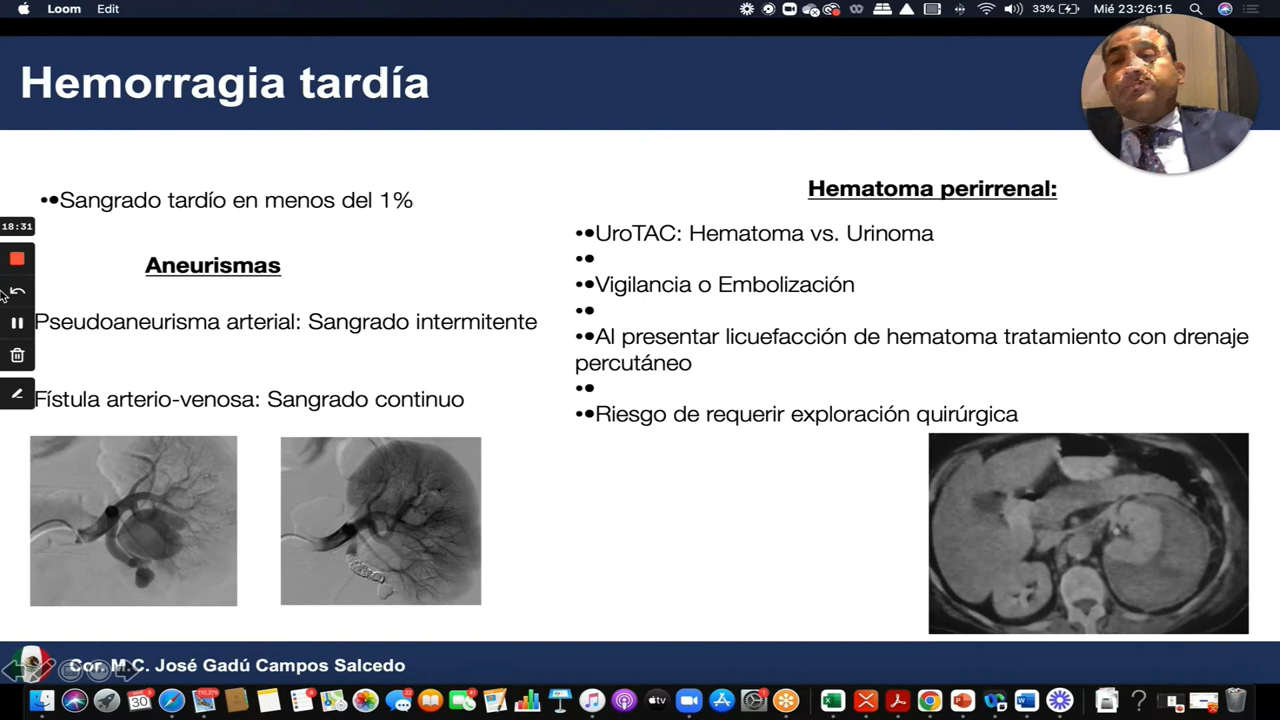 Loom Edit 33% Mié 23:26:15
Hemorragia tardía
••Sangrado tardío en menos del 1%
18:31
Aneurismas
Pseudoaneurisma arterial: Sangrado intermitente
Fístula arterio-venosa: Sangrado continuo
Hematoma perirrenal:
••UroTAC: Hematoma vs. Urinoma
••
••Vigilancia o Embolización
••
••Al presentar licuefacción de hematoma tratamiento con drenaje
percutáneo
••
••Riesgo de requerir exploración quirúrgica
Cor. M.C. José Gadú Campos Salcedo